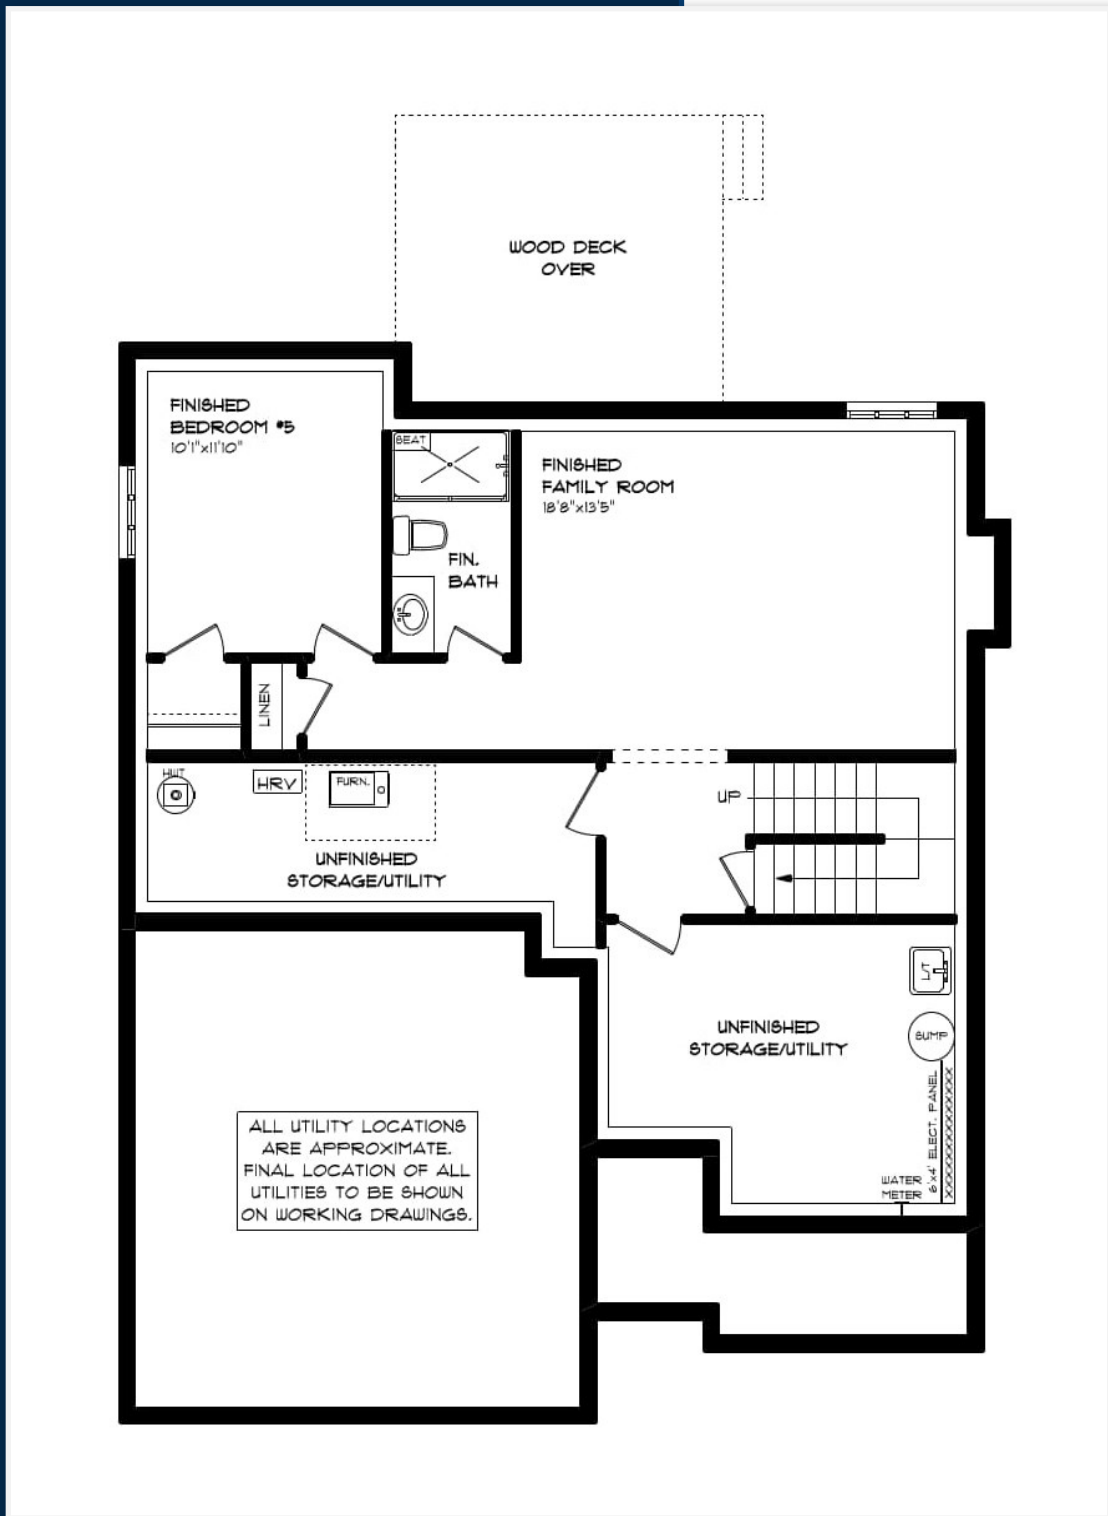 WOOD DECK
OVER
FINISHED
BEDROOM #5
10'1"x11'10"
SEAT
FINISHED
FAMILY ROOM
18'8"x13'5"
FIN.
BATH
LINEN
HWT
HRV
FURN.
UP
UNFINISHED
STORAGE/UTILITY
L/T
UNFINISHED
STORAGE/UTILITY
SUMP
6'x4' ELECT. PANEL
WATER
METER
ALL UTILITY LOCATIONS
ARE APPROXIMATE.
FINAL LOCATION OF ALL
UTILITIES TO BE SHOWN
ON WORKING DRAWINGS.